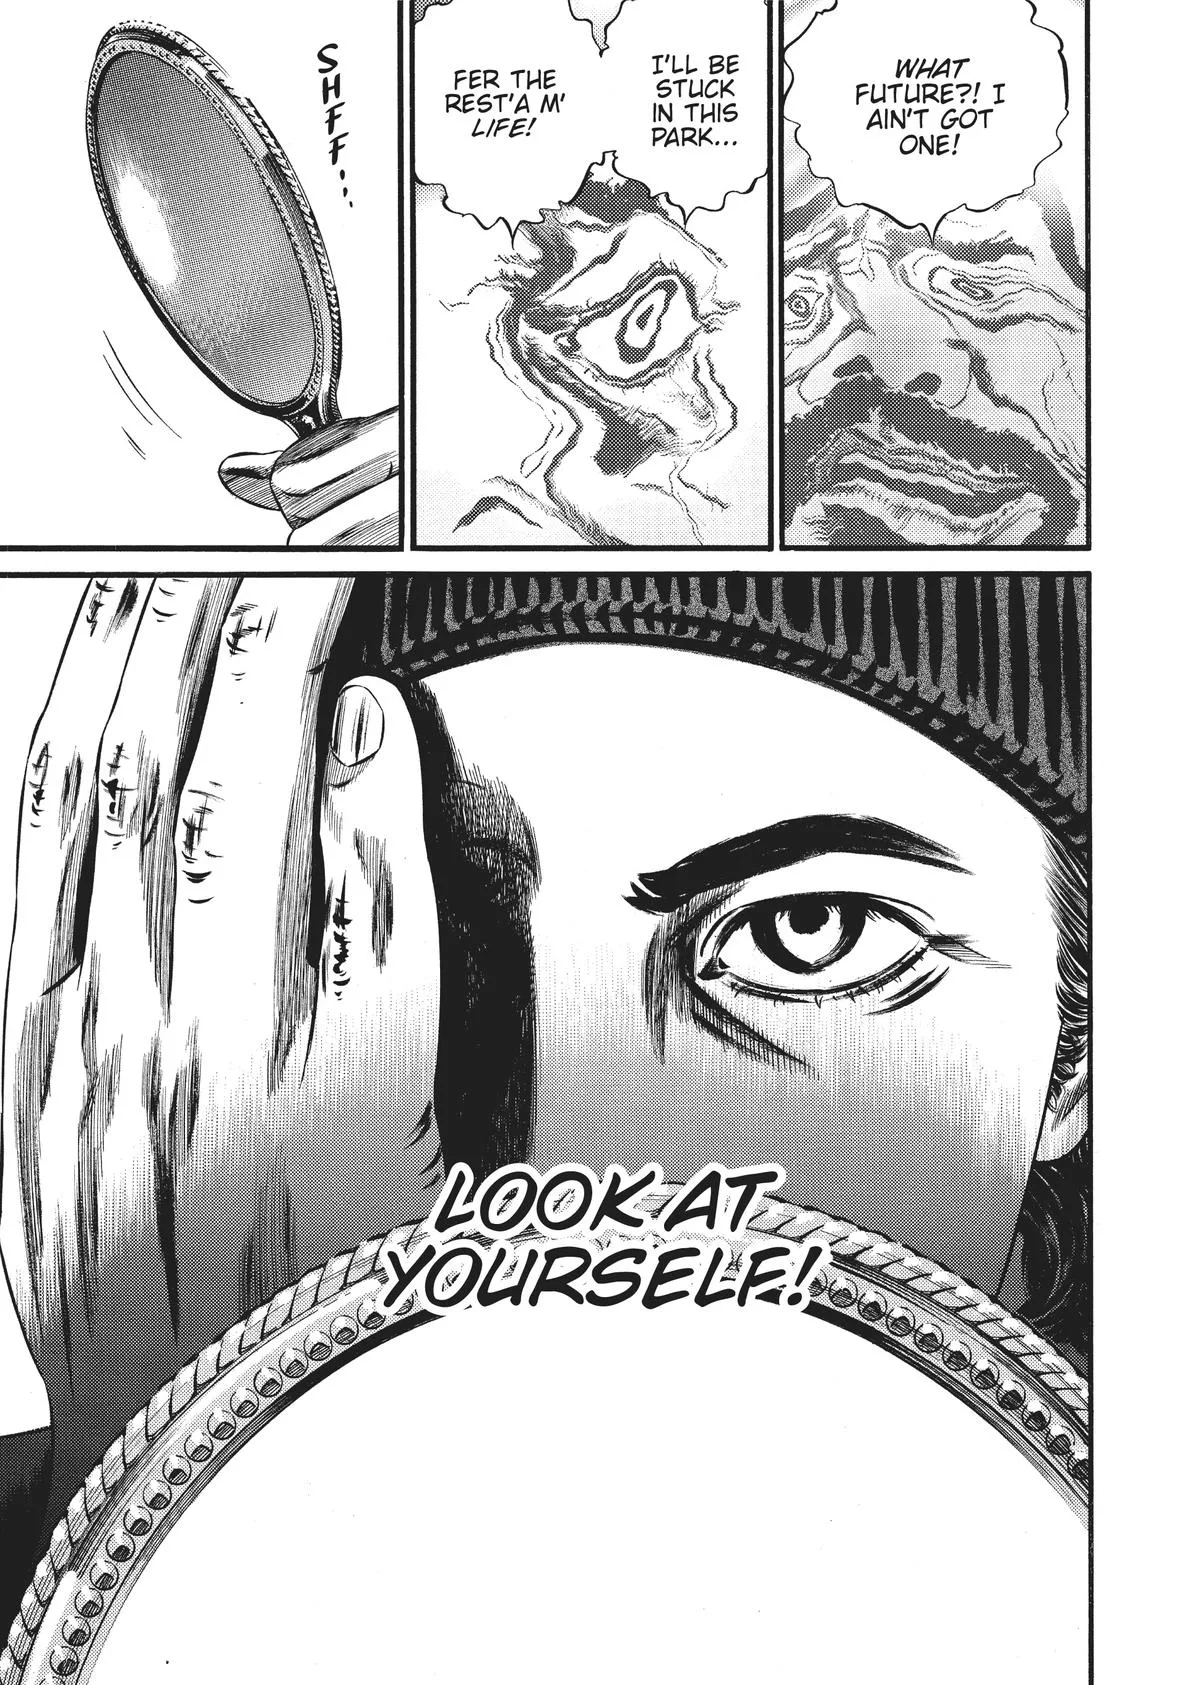 WHAT
FUTURE?! I
AIN'T GOT
ONE!
I'LL BE
STUCK
IN THIS
PARK...
FER THE
REST'A M'
LIFE!
SHFF...
LOOK AT
YOURSELF!